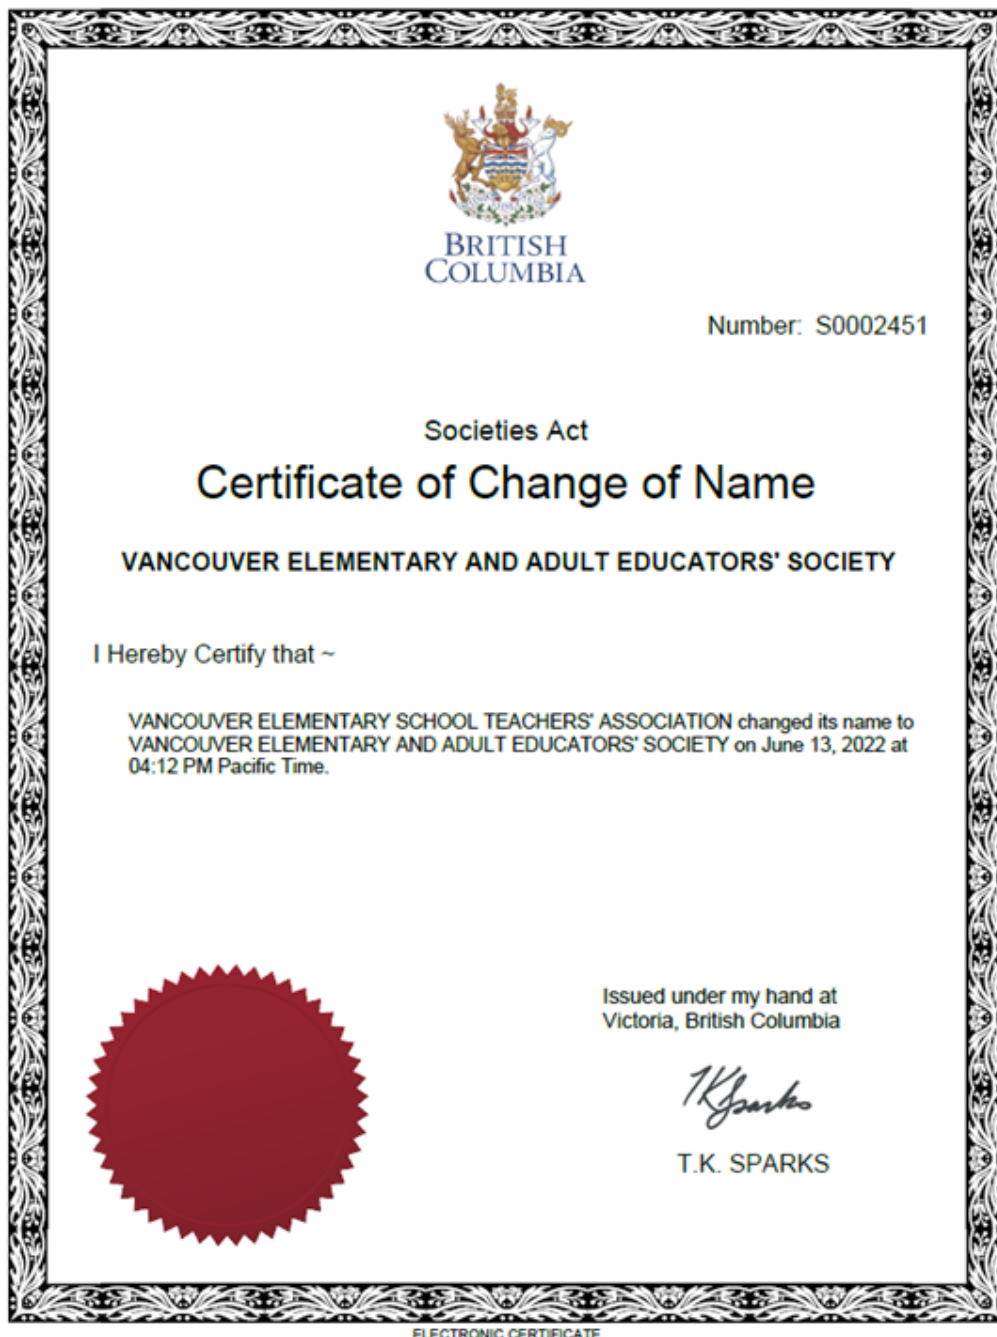 BRITISH
COLUMBIA
Number: S0002451
Societies Act
Certificate of Change of Name
VANCOUVER ELEMENTARY AND ADULT EDUCATORS' SOCIETY
I Hereby Certify that ~
VANCOUVER ELEMENTARY SCHOOL TEACHERS' ASSOCIATION changed its name to
VANCOUVER ELEMENTARY AND ADULT EDUCATORS' SOCIETY on June 13, 2022 at
04:12 PM Pacific Time.
Issued under my hand at
Victoria, British Columbia
TKSparks
T.K. SPARKS
ELECTRONIC CERTIFICATE